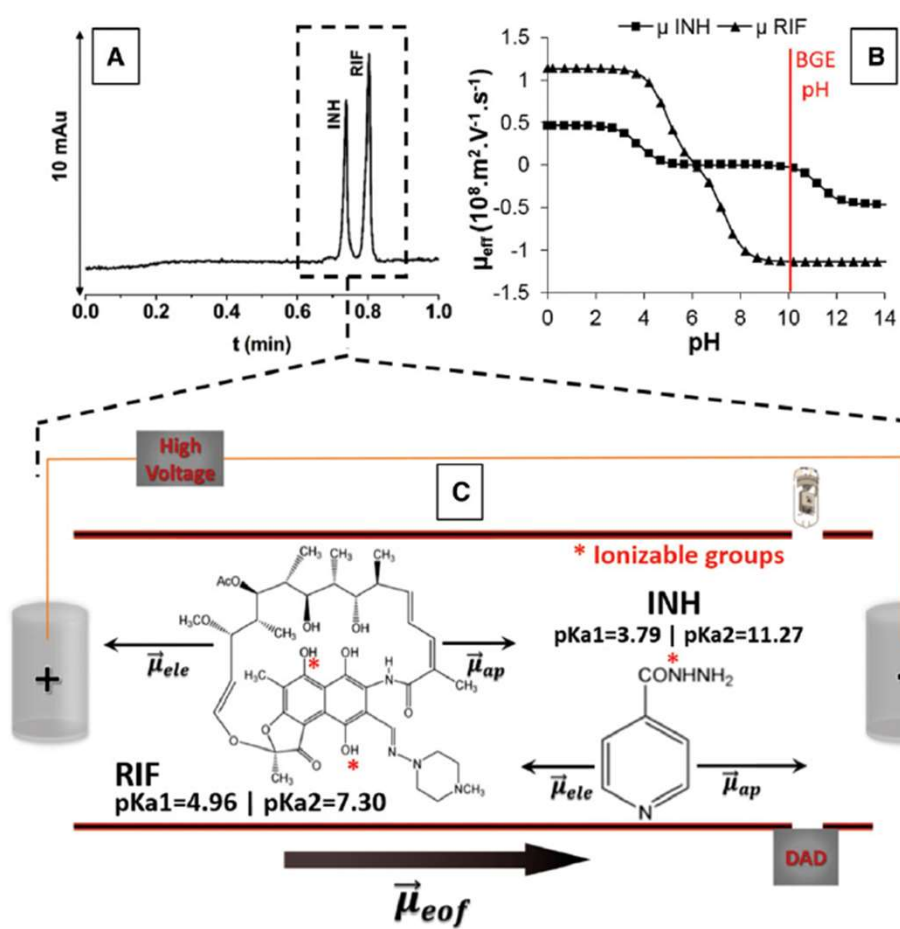 A
10 mAu
INH
RIF
0.0 0.2 0.4 0.6 0.8 1.0
t (min)
μ INH μ RIF
B
BGE
pH
μeff (10⁸.m².V⁻¹.s⁻¹)
1.5
1
0.5
0
-0.5
-1
-1.5
0 2 4 6 8 10 12 14
pH
High
Voltage
C
* Ionizable groups
CH₃ CH₃ CH₃
AcO
H₃CO
CH₃
OH
OH
OH
*
OH
H₃C
H
N
CH₃
O
O
O
O
OH
*
N
N
NCH₃
CH₃
μele
μap
RIF
pKa1=4.96 | pKa2=7.30
INH
pKa1=3.79 | pKa2=11.27
*
CONHNH₂
N
μele
μap
+
DAD
μeof